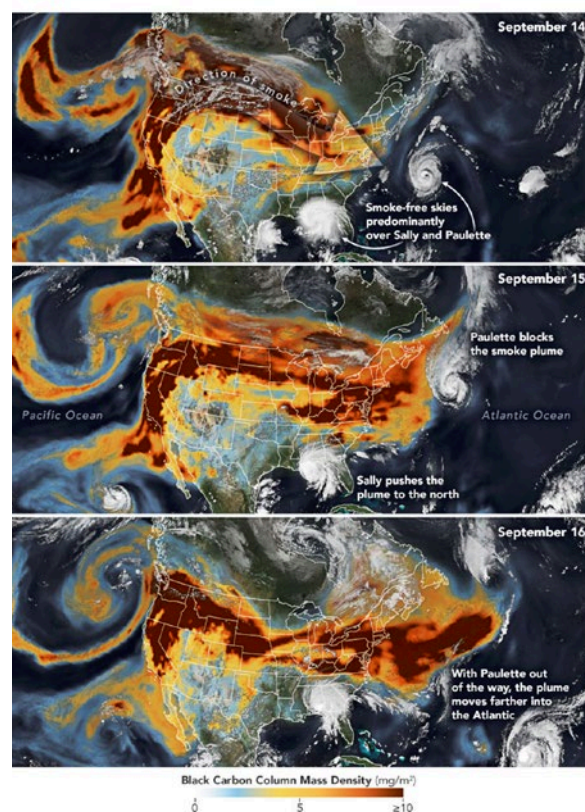 September 14
Direction of smoke
Smoke-free skies
predominantly
over Sally and Paulette
September 15
Paulette blocks
the smoke plume
Pacific Ocean
Atlantic Ocean
Sally pushes the
plume to the north
September 16
With Paulette out
of the way, the plume
moves farther into
the Atlantic
Black Carbon Column Mass Density (mg/m²)
0 5 ≥10